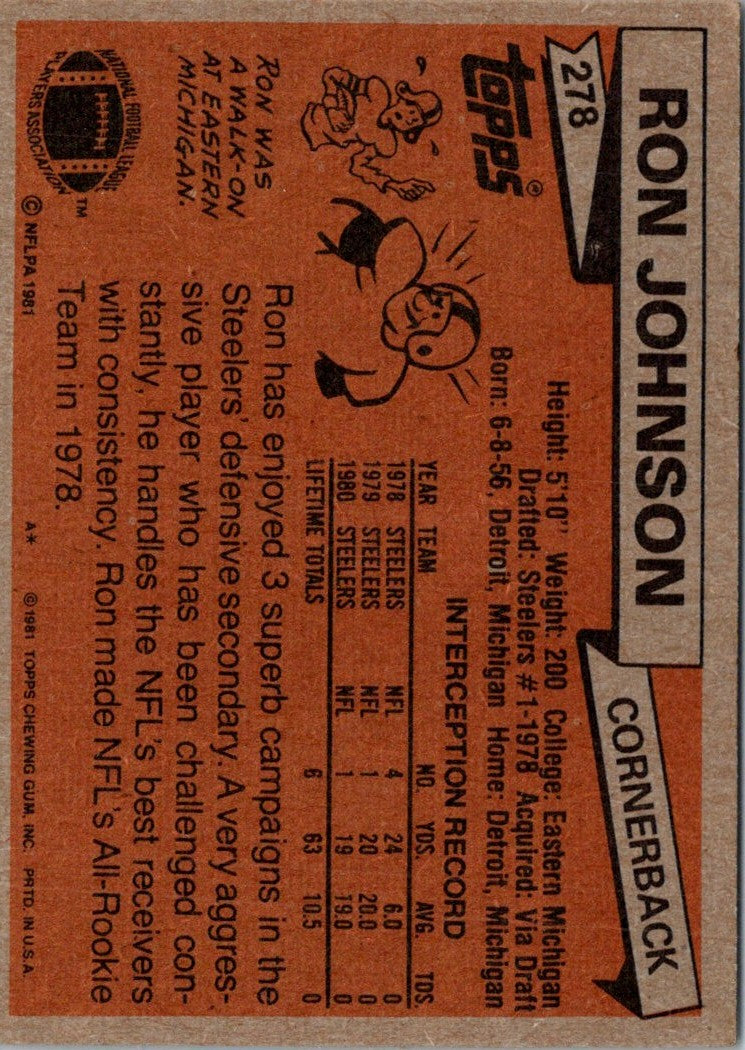 278
RON JOHNSON
CORNERBACK
topps®
Height: 5'10" Weight: 200 College: Eastern Michigan
Drafted: Steelers #1-1978 Acquired: Via Draft
Born: 6-8-56, Detroit, Michigan Home: Detroit, Michigan
INTERCEPTION RECORD
YEAR TEAM NO. YDS. AVG. TDS.
1978 STEELERS NFL 4 24 6.0 0
1979 STEELERS NFL 1 20 20.0 0
1980 STEELERS NFL 1 19 19.0 0
LIFETIME TOTALS 6 63 10.5 0
RON WAS
A WALK-ON
AT EASTERN
MICHIGAN.
Ron has enjoyed 3 superb campaigns in the
Steelers' defensive secondary. A very aggres-
sive player who has been challenged con-
stantly, he handles the NFL's best receivers
with consistency. Ron made NFL's All-Rookie
Team in 1978.
NATIONAL FOOTBALL LEAGUE
PLAYERS ASSOCIATION
TM
© NFLPA 1981
A* © 1981 TOPPS CHEWING GUM, INC. PRTD. IN U.S.A.